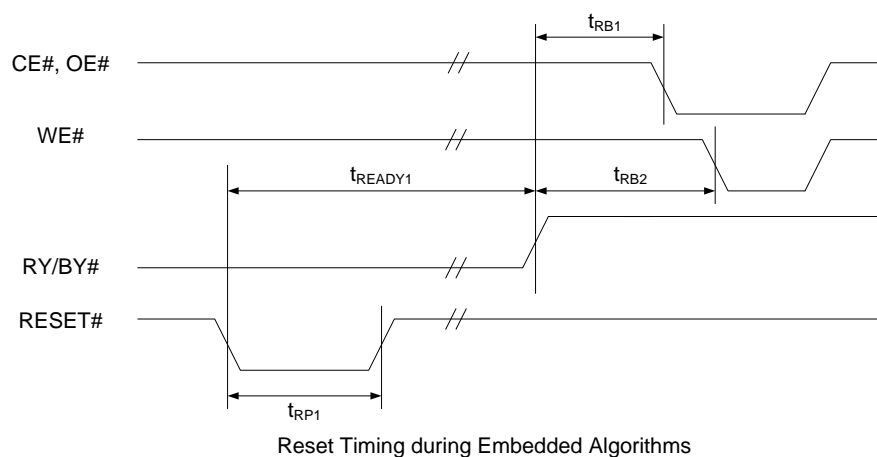 tRB1
CE#, OE#
WE#
tREADY1
tRB2
RY/BY#
RESET#
tRP1
Reset Timing during Embedded Algorithms